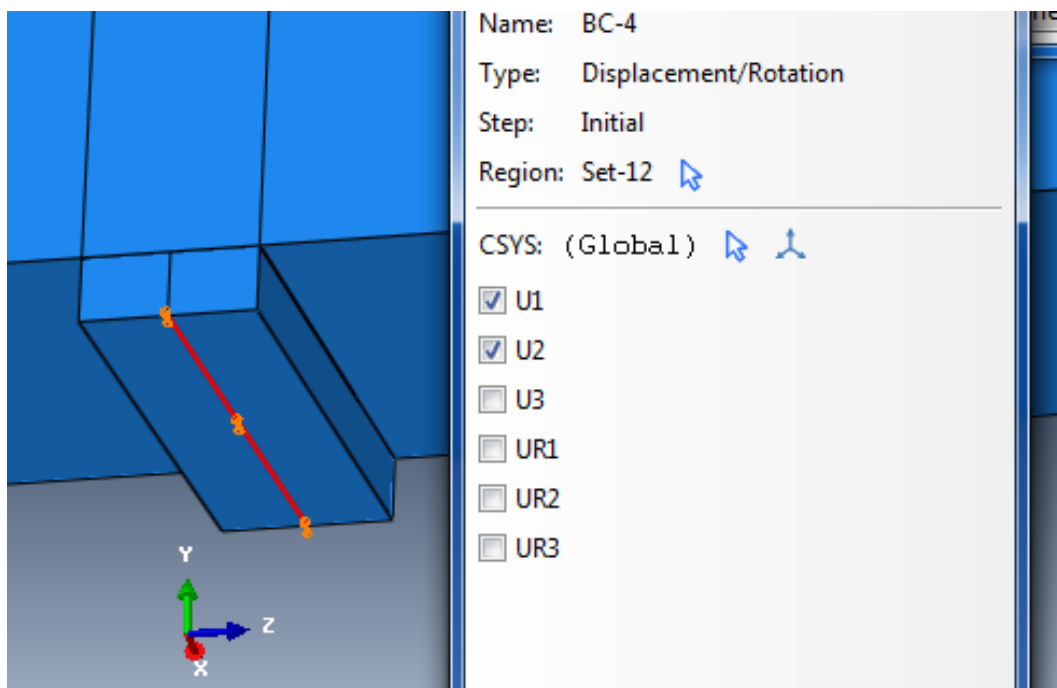 Name: BC-4
Type: Displacement/Rotation
Step: Initial
Region: Set-12
CSYS: (Global)
U1
U2
U3
UR1
UR2
UR3
Y
Z
X